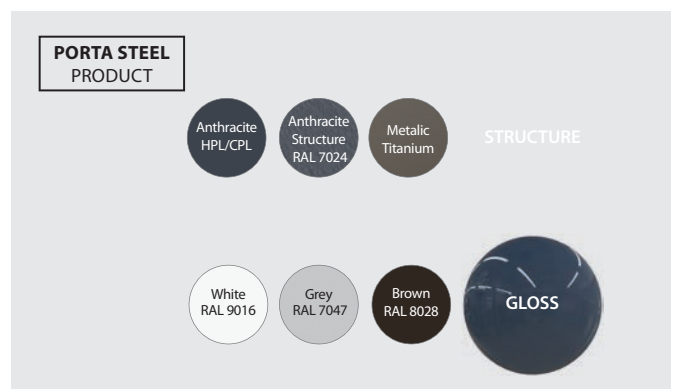 PORTA STEEL
PRODUCT
Anthracite
HPL/CPL
Anthracite
Structure
RAL 7024
Metalic
Titanium
STRUCTURE
White
RAL 9016
Grey
RAL 7047
Brown
RAL 8028
GLOSS